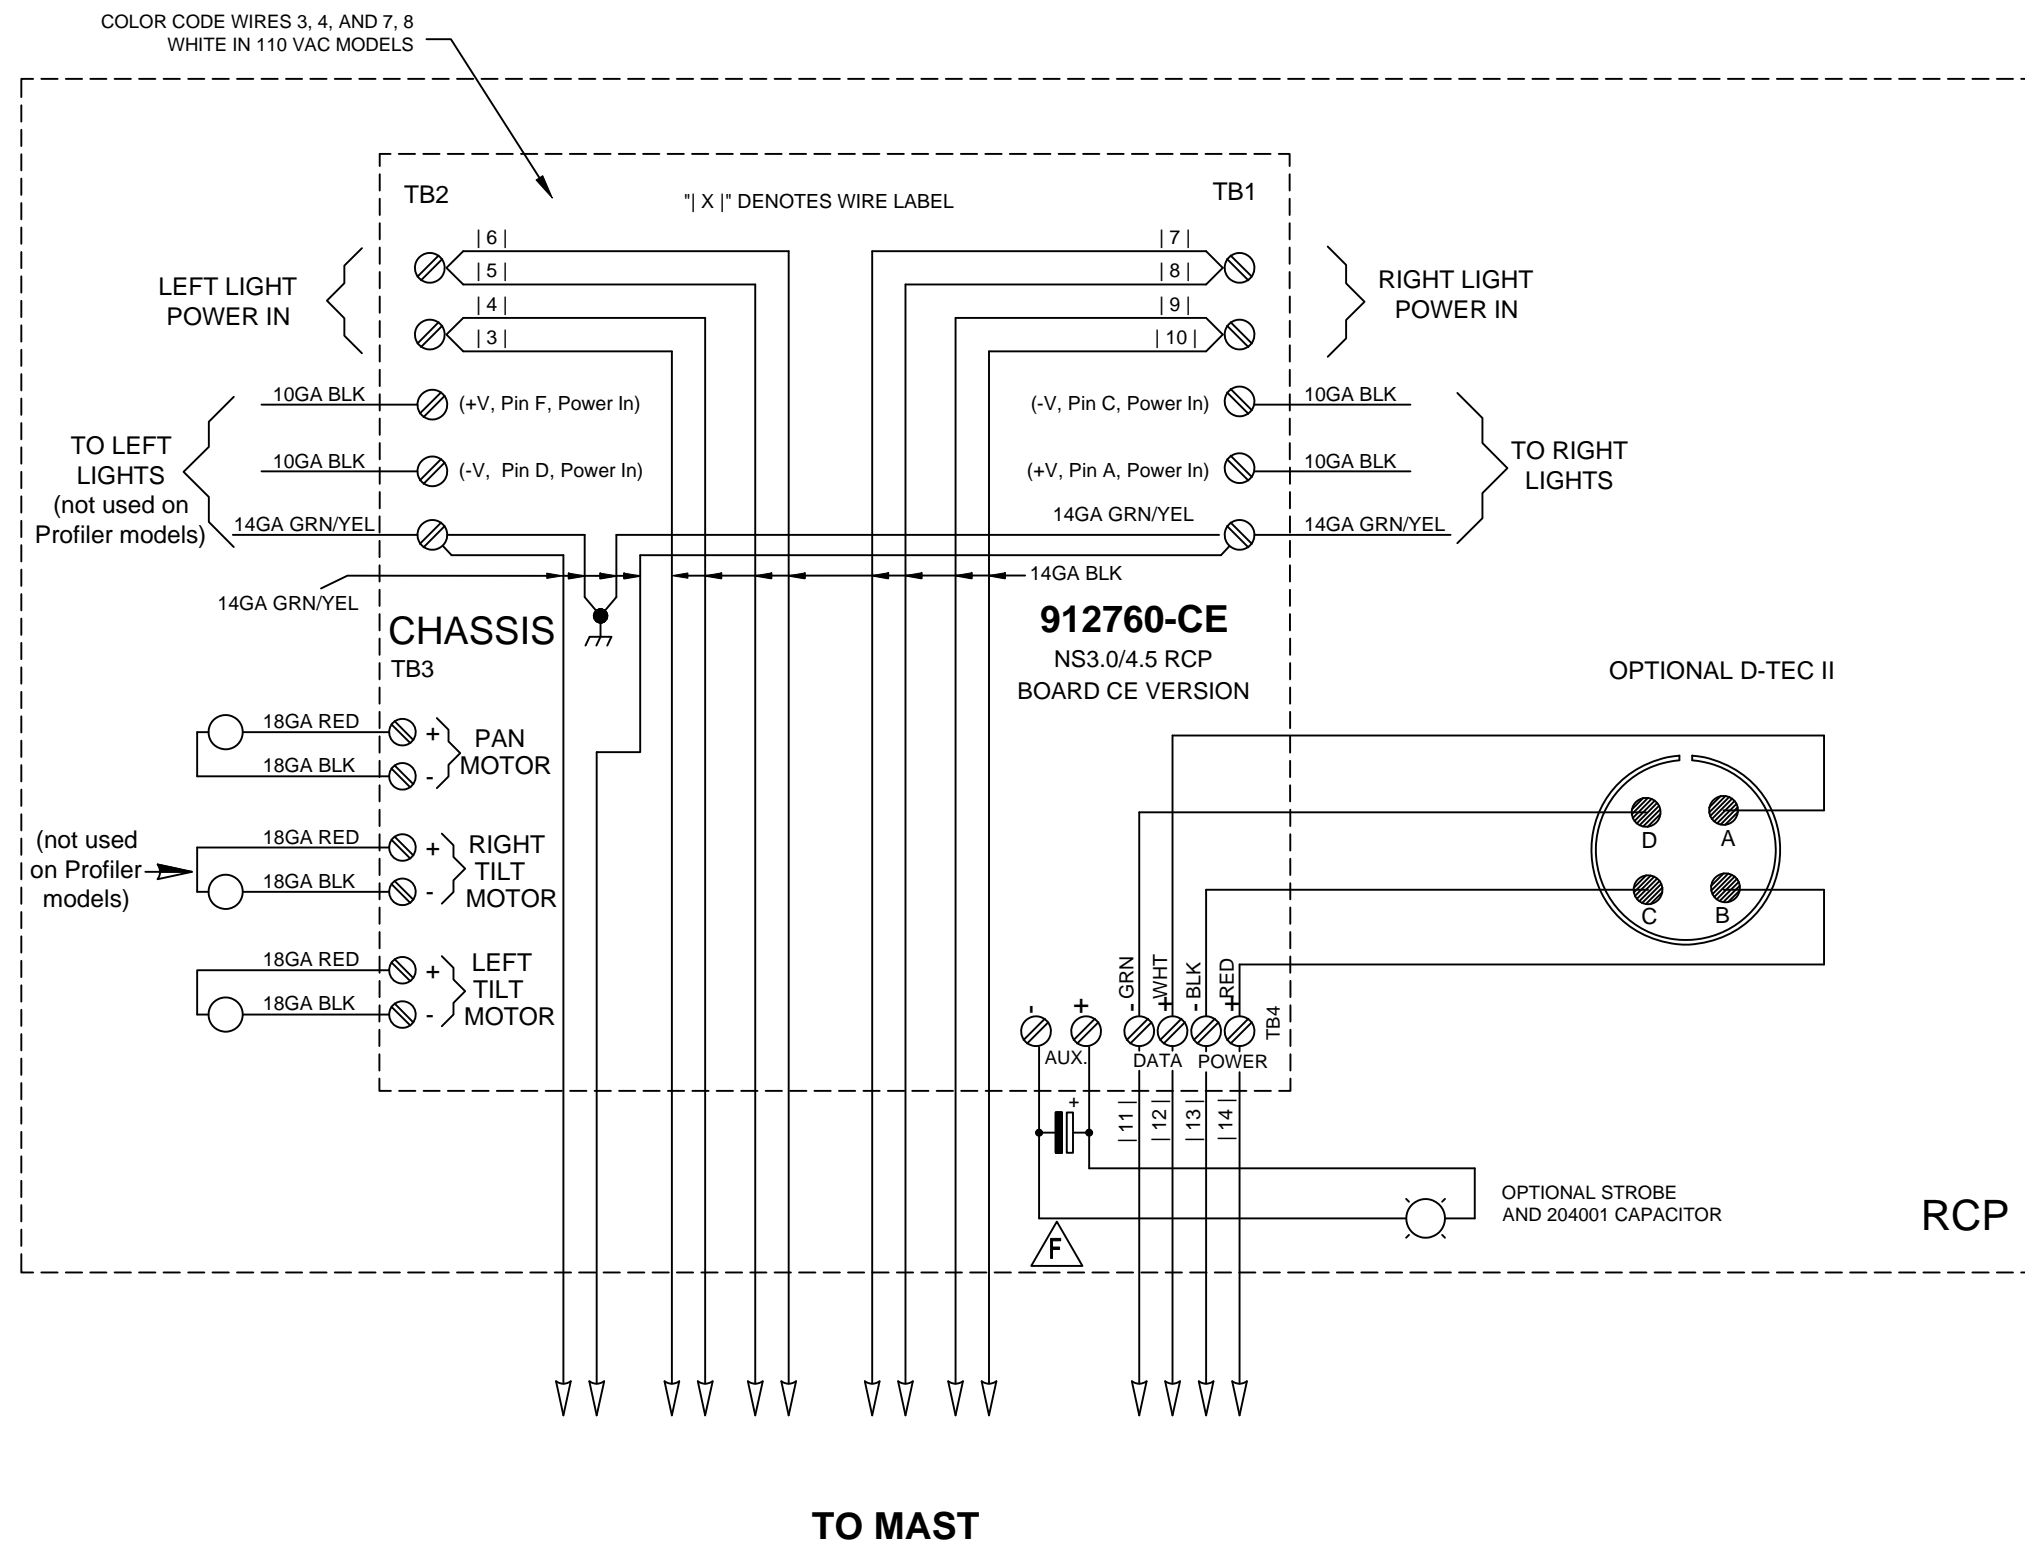 COLOR CODE WIRES 3, 4, AND 7, 8
WHITE IN 110 VAC MODELS
TB2
"| X |" DENOTES WIRE LABEL
TB1
| 6 |
| 7 |
| 5 |
| 8 |
| 4 |
| 9 |
| 3 |
| 10 |
LEFT LIGHT
POWER IN
RIGHT LIGHT
POWER IN
10GA BLK
(+V, Pin F, Power In)
(-V, Pin C, Power In)
10GA BLK
TO LEFT
LIGHTS
(not used on
Profiler models)
10GA BLK
(-V, Pin D, Power In)
(+V, Pin A, Power In)
10GA BLK
TO RIGHT
LIGHTS
14GA GRN/YEL
14GA GRN/YEL
14GA GRN/YEL
14GA GRN/YEL
14GA BLK
CHASSIS
TB3
912760-CE
NS3.0/4.5 RCP
BOARD CE VERSION
OPTIONAL D-TEC II
18GA RED
+
18GA BLK
-
PAN
MOTOR
(not used
on Profiler
models)
18GA RED
+
18GA BLK
-
RIGHT
TILT
MOTOR
18GA RED
+
18GA BLK
-
LEFT
TILT
MOTOR
D
A
C
B
GRN
WHT
BLK
RED
-
+
-
+
-
+
TB4
AUX.
DATA
POWER
+
| 11 |
| 12 |
| 13 |
| 14 |
OPTIONAL STROBE
AND 204001 CAPACITOR
F
RCP
TO MAST